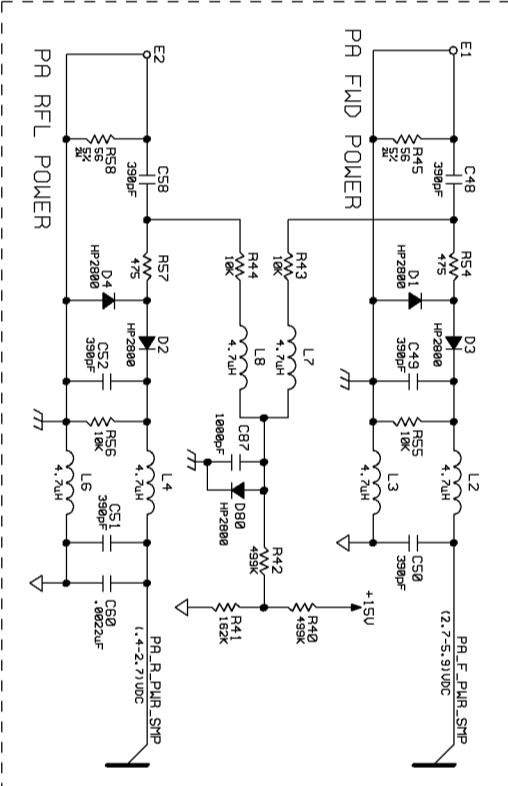 PA FWD POWER
E1
R45
56
5%
2W
C48
390pF
R54
475
D1
HP2800
D3
HP2800
C49
390pF
R55
10K
L2
4.7uH
L3
4.7uH
C50
390pF
PA_F_PWR_SMP
(2.7-5.9)VDC
R43
10K
L7
4.7uH
R44
10K
L8
4.7uH
C87
1000pF
D80
HP2800
R42
499K
+15V
R40
499K
R41
162K
PA RFL POWER
E2
R58
56
5%
2W
C58
390pF
R57
475
D4
HP2800
D2
HP2800
C52
390pF
R56
10K
L4
4.7uH
L6
4.7uH
C51
390pF
C60
.0022uF
PA_R_PWR_SMP
(.4-2.7)VDC